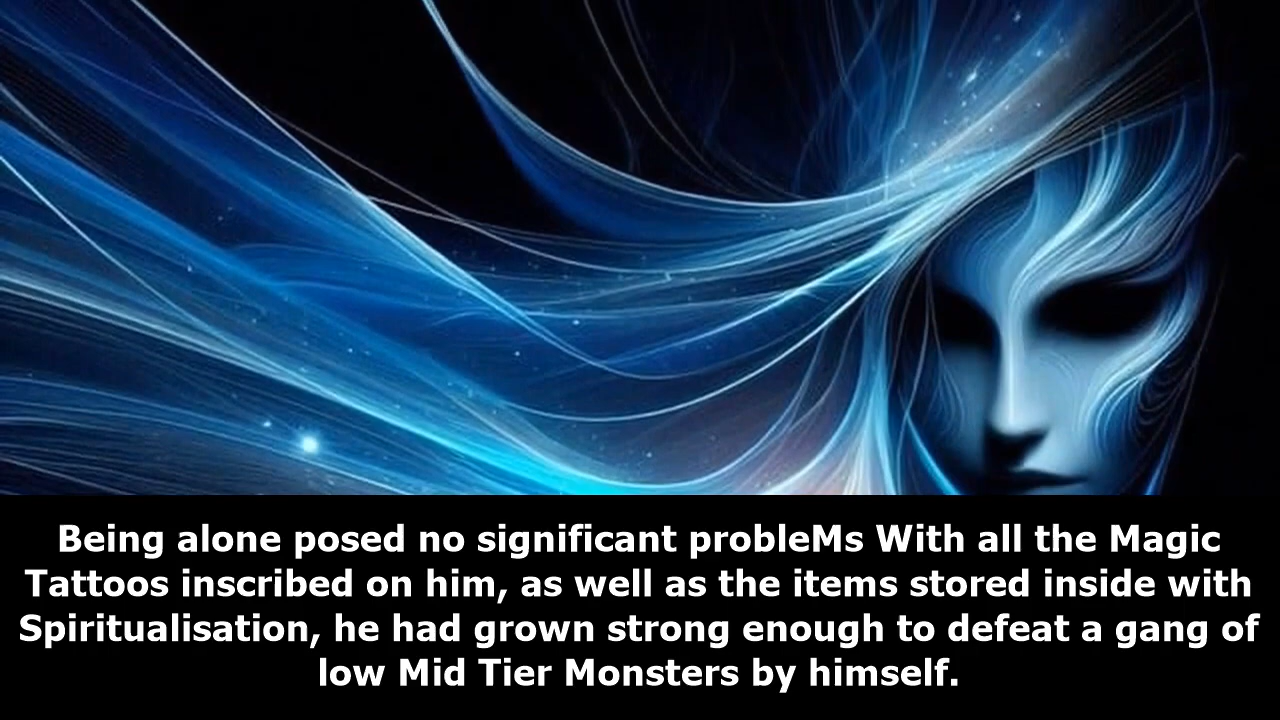 Being alone posed no significant probleMs With all the Magic
Tattoos inscribed on him, as well as the items stored inside with
Spiritualisation, he had grown strong enough to defeat a gang of
low Mid Tier Monsters by himself.